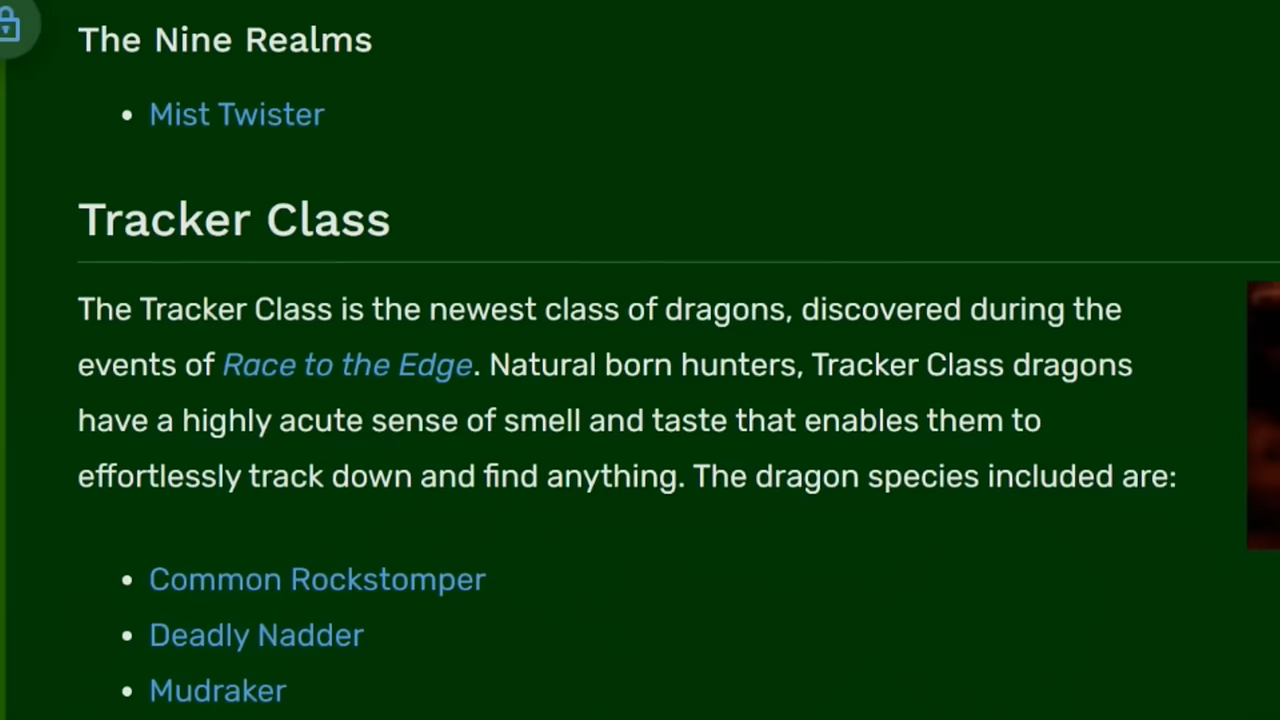 The Nine Realms
Mist Twister
Tracker Class
The Tracker Class is the newest class of dragons, discovered during the
events of Race to the Edge. Natural born hunters, Tracker Class dragons
have a highly acute sense of smell and taste that enables them to
effortlessly track down and find anything. The dragon species included are:
Common Rockstomper
Deadly Nadder
Mudraker